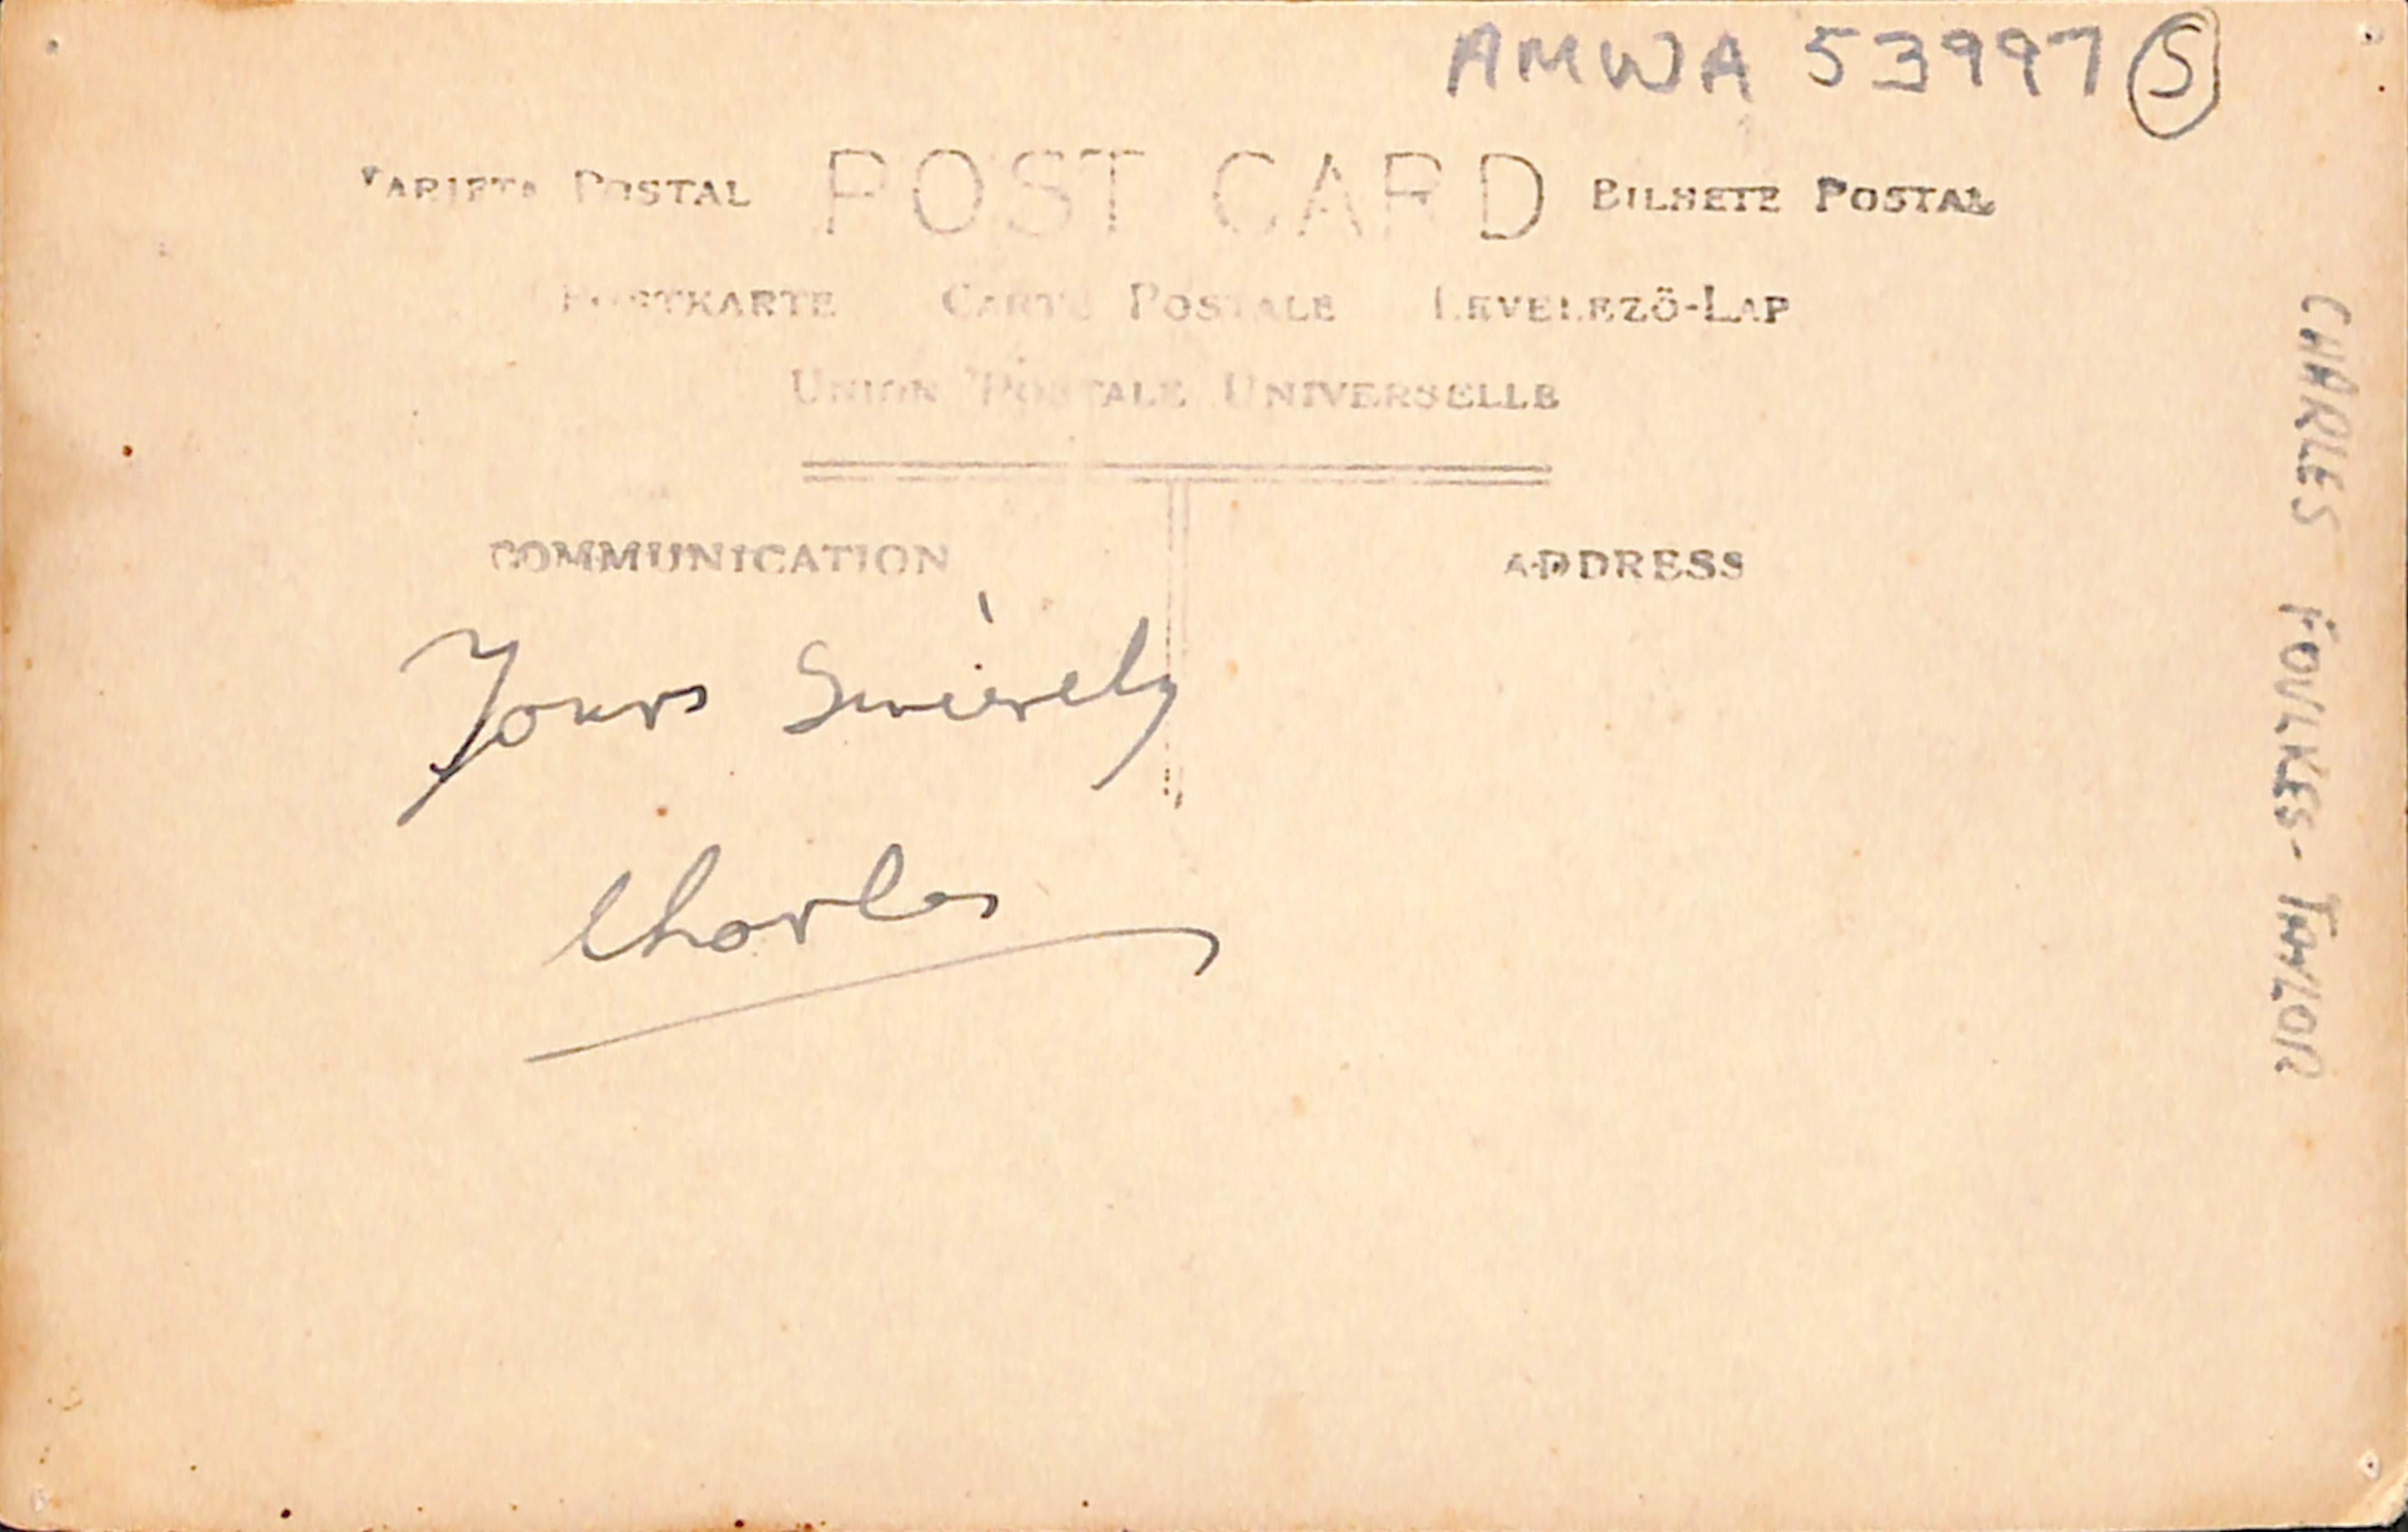 AMWA 53997 S
TARJETA POSTAL POST CARD BILHETE POSTAL
POSTKARTE CARTE POSTALE LEVELEZÖ-LAP
UNION POSTALE UNIVERSELLE
COMMUNICATION ADDRESS
Yours Sincerely
Charles
CHARLES FOULKES-TAYLOR